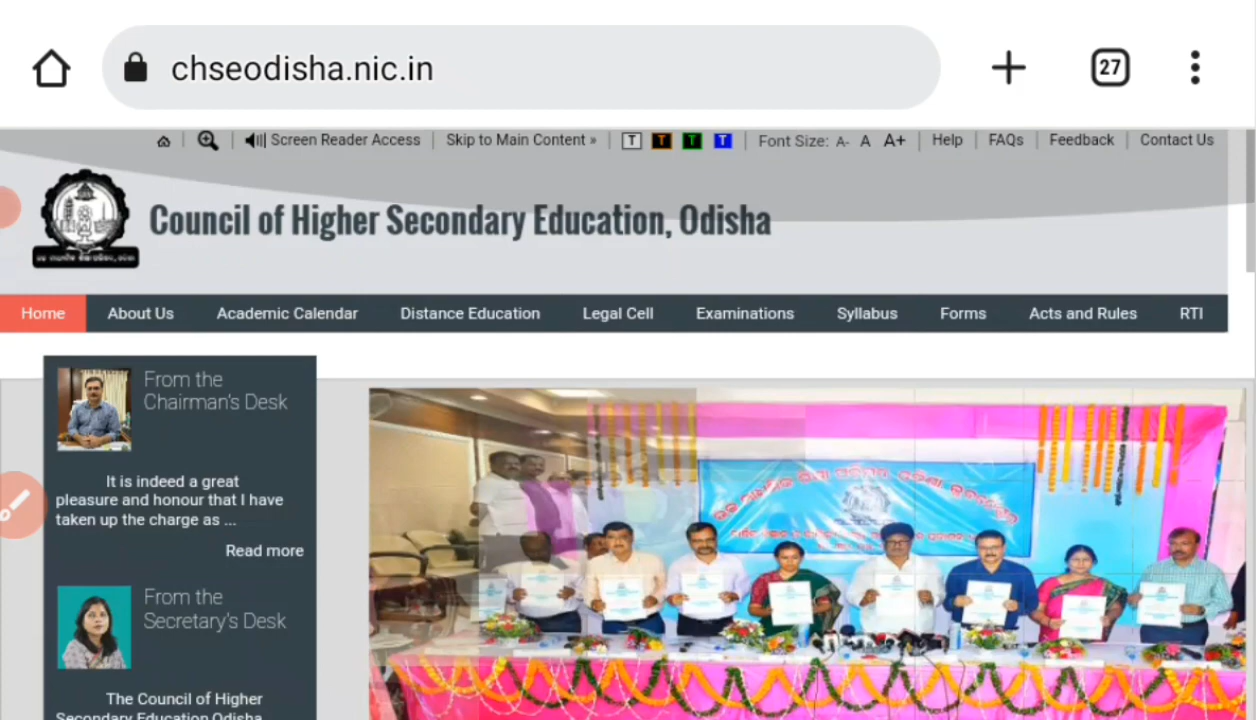 chseodisha.nic.in
27
Screen Reader Access
Skip to Main Content »
T
T
T
T
Font Size: A- A A+
Help
FAQs
Feedback
Contact Us
Council of Higher Secondary Education, Odisha
Home
About Us
Academic Calendar
Distance Education
Legal Cell
Examinations
Syllabus
Forms
Acts and Rules
RTI
From the
Chairman's Desk
It is indeed a great
pleasure and honour that I have
taken up the charge as ...
Read more
From the
Secretary's Desk
The Council of Higher
Secondary Education Odisha